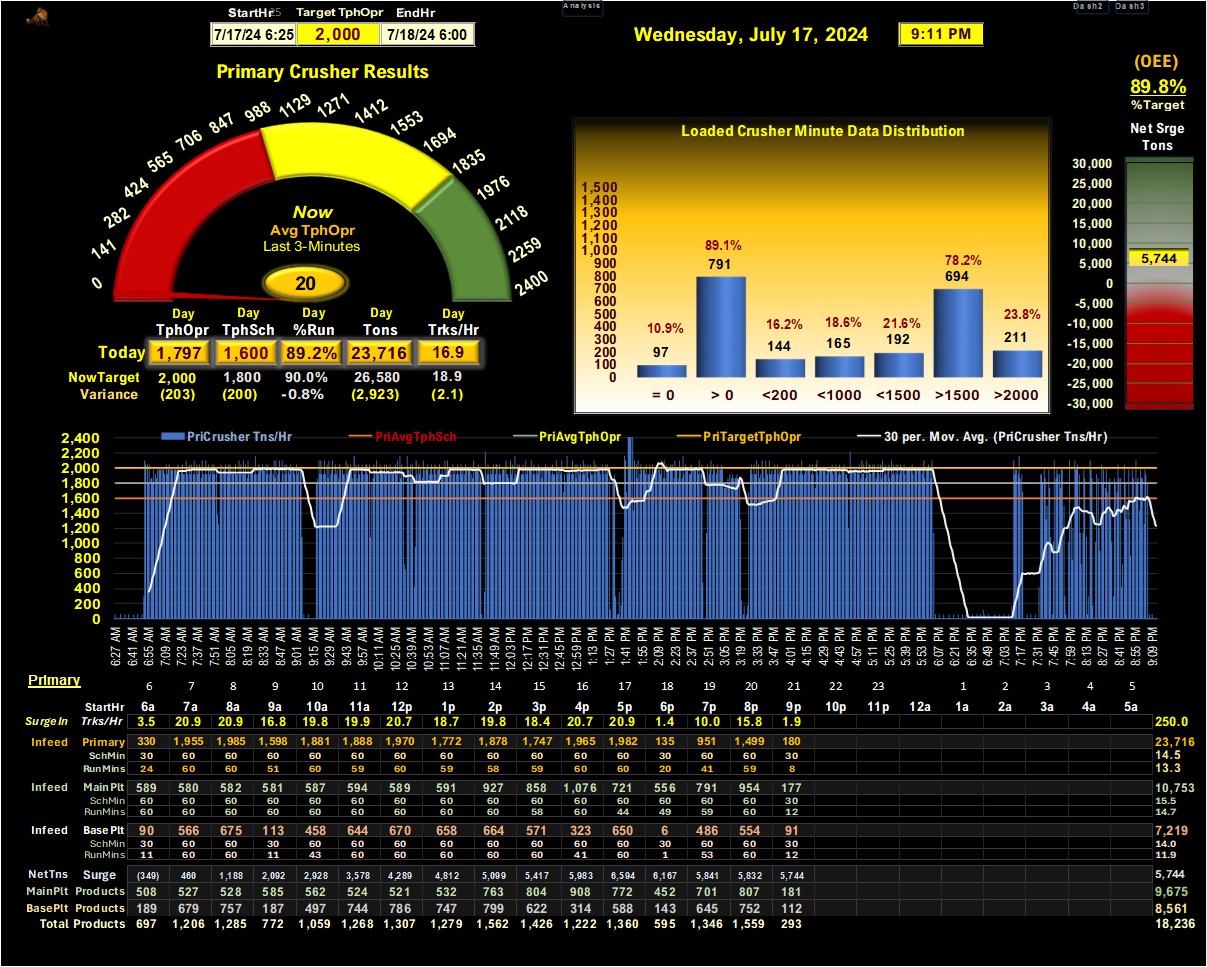 StartHr25 Target TphOpr EndHr
Analysis
Dash2 Dash3
7/17/24 6:25 2,000 7/18/24 6:00
Wednesday, July 17, 2024 9:11 PM
(OEE)
89.8%
%Target
Net Srge
Tons
Primary Crusher Results
0 141 282 424 565 706 847 988 1129 1271 1412 1553 1694 1835 1976 2118 2259 2400
Now
Avg TphOpr
Last 3-Minutes
20
Day Day Day Day Day
TphOpr TphSch %Run Tons Trks/Hr
Today 1,797 1,600 89.2% 23,716 16.9
NowTarget 2,000 1,800 90.0% 26,580 18.9
Variance (203) (200) -0.8% (2,923) (2.1)
Loaded Crusher Minute Data Distribution
1,500
1,400
1,300
1,200
1,100
1,000
900
800
700
600
500
400
300
200
100
0
10.9% 89.1% 16.2% 18.6% 21.6% 78.2% 23.8%
97 791 144 165 192 694 211
= 0 > 0 <200 <1000 <1500 >1500 >2000
30,000
25,000
20,000
15,000
10,000
5,000
0
-5,000
-10,000
-15,000
-20,000
-25,000
-30,000
5,744
PriCrusher Tns/Hr PriAvgTphSch PriAvgTphOpr PriTargetTphOpr 30 per. Mov. Avg. (PriCrusher Tns/Hr)
2,400
2,200
2,000
1,800
1,600
1,400
1,200
1,000
800
600
400
200
0
6:27 AM 6:41 AM 6:55 AM 7:09 AM 7:23 AM 7:37 AM 7:51 AM 8:05 AM 8:19 AM 8:33 AM 8:47 AM 9:01 AM 9:15 AM 9:29 AM 9:43 AM 9:57 AM 10:11 AM 10:25 AM 10:39 AM 10:53 AM 11:07 AM 11:21 AM 11:35 AM 11:49 AM 12:03 PM 12:17 PM 12:31 PM 12:45 PM 12:59 PM 1:13 PM 1:27 PM 1:41 PM 1:55 PM 2:09 PM 2:23 PM 2:37 PM 2:51 PM 3:05 PM 3:19 PM 3:33 PM 3:47 PM 4:01 PM 4:15 PM 4:29 PM 4:43 PM 4:57 PM 5:11 PM 5:25 PM 5:39 PM 5:53 PM 6:07 PM 6:21 PM 6:35 PM 6:49 PM 7:03 PM 7:17 PM 7:31 PM 7:45 PM 7:59 PM 8:13 PM 8:27 PM 8:41 PM 8:55 PM 9:09 PM
Primary
6 7 8 9 10 11 12 13 14 15 16 17 18 19 20 21 22 23 1 2 3 4 5
StartHr 6a 7a 8a 9a 10a 11a 12p 1p 2p 3p 4p 5p 6p 7p 8p 9p 10p 11p 12a 1a 2a 3a 4a 5a
SurgeIn Trks/Hr 3.5 20.9 20.9 16.8 19.8 19.9 20.7 18.7 19.8 18.4 20.7 20.9 1.4 10.0 15.8 1.9 250.0
Infeed Primary 330 1,955 1,985 1,598 1,881 1,888 1,970 1,772 1,878 1,747 1,965 1,982 135 951 1,499 180 23,716
SchMin 30 60 60 60 60 60 60 60 60 60 60 60 30 60 60 30 14.5
RunMins 24 60 60 51 60 59 60 59 58 59 60 60 20 41 59 8 13.3
Infeed MainPlt 589 580 582 581 587 594 589 591 927 858 1,076 721 556 791 954 177 10,753
SchMin 60 60 60 60 60 60 60 60 60 60 60 60 60 60 60 30 15.5
RunMins 60 60 60 60 60 60 60 60 60 58 60 44 49 59 60 12 14.7
Infeed Base Plt 90 566 675 113 458 644 670 658 664 571 323 650 6 486 554 91 7,219
SchMin 30 60 60 30 60 60 60 60 60 60 60 60 30 60 60 30 14.0
RunMins 11 60 60 11 43 60 60 60 60 60 41 60 1 53 60 12 11.9
NetTns Surge (349) 460 1,188 2,092 2,928 3,578 4,289 4,812 5,099 5,417 5,983 6,594 6,167 5,841 5,832 5,744 5,744
MainPlt Products 508 527 528 585 562 524 521 532 763 804 908 772 452 701 807 181 9,675
BasePlt Products 189 679 757 187 497 744 786 747 799 622 314 588 143 645 752 112 8,561
Total Products 697 1,206 1,285 772 1,059 1,268 1,307 1,279 1,562 1,426 1,222 1,360 595 1,346 1,559 293 18,236